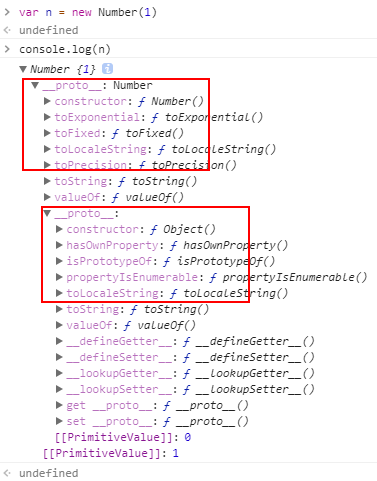 > var n = new Number(1)
< undefined
> console.log(n)
▼ Number {1} i
▼ __proto__: Number
▶ constructor: ƒ Number()
▶ toExponential: ƒ toExponential()
▶ toFixed: ƒ toFixed()
▶ toLocaleString: ƒ toLocaleString()
▶ toPrecision: ƒ toPrecision()
▶ toString: ƒ toString()
▶ valueOf: ƒ valueOf()
▼ __proto__:
▶ constructor: ƒ Object()
▶ hasOwnProperty: ƒ hasOwnProperty()
▶ isPrototypeOf: ƒ isPrototypeOf()
▶ propertyIsEnumerable: ƒ propertyIsEnumerable()
▶ toLocaleString: ƒ toLocaleString()
▶ toString: ƒ toString()
▶ valueOf: ƒ valueOf()
▶ __defineGetter__: ƒ __defineGetter__()
▶ __defineSetter__: ƒ __defineSetter__()
▶ __lookupGetter__: ƒ __lookupGetter__()
▶ __lookupSetter__: ƒ __lookupSetter__()
▶ get __proto__: ƒ __proto__()
▶ set __proto__: ƒ __proto__()
[[PrimitiveValue]]: 0
[[PrimitiveValue]]: 1
< undefined